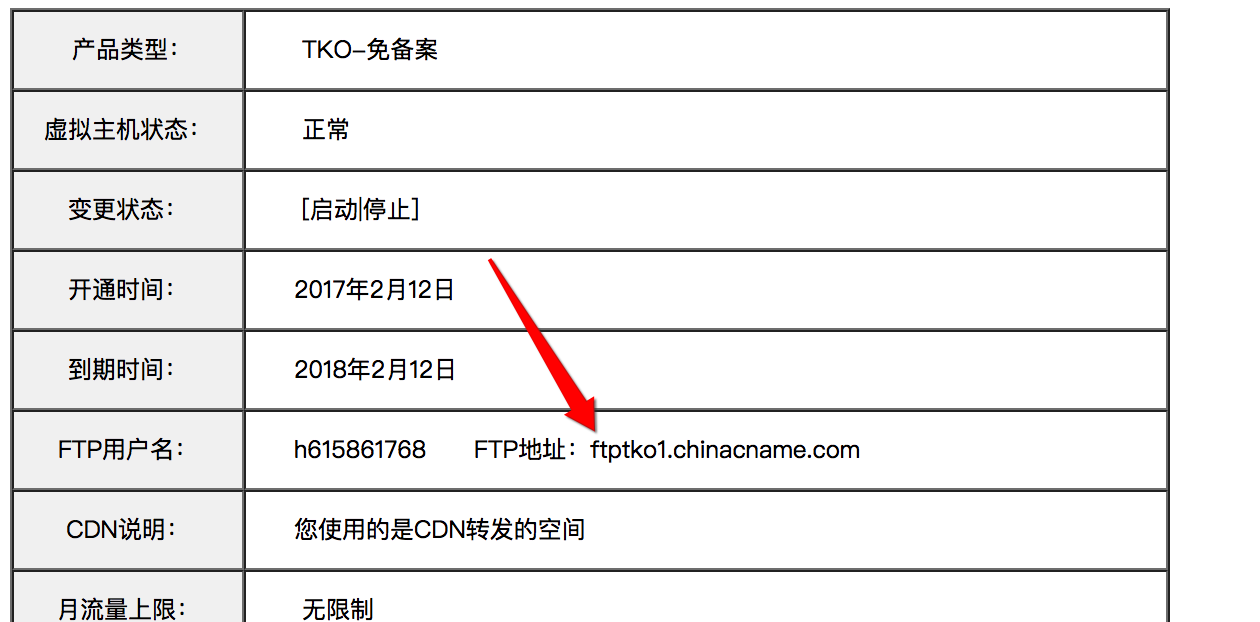 产品类型： TKO-免备案
虚拟主机状态： 正常
变更状态： [启动|停止]
开通时间： 2017年2月12日
到期时间： 2018年2月12日
FTP用户名： h615861768 FTP地址：ftptko1.chinacname.com
CDN说明： 您使用的是CDN转发的空间
月流量上限： 无限制